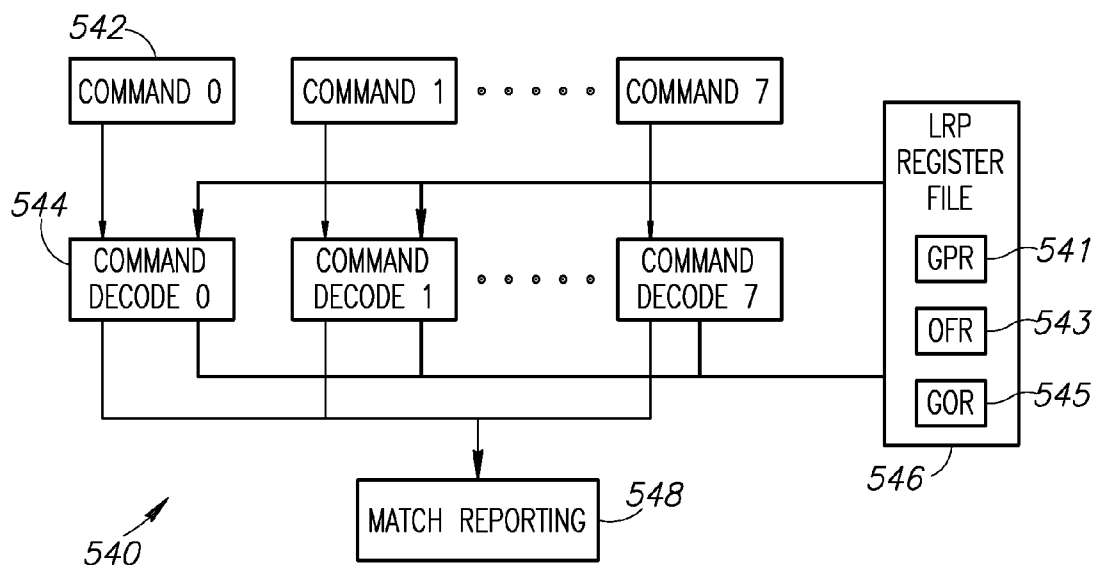 542
COMMAND 0
COMMAND 1
COMMAND 7
LRP
REGISTER
FILE
544
COMMAND
DECODE 0
COMMAND
DECODE 1
COMMAND
DECODE 7
GPR
541
OFR
543
GOR
545
546
MATCH REPORTING
548
540